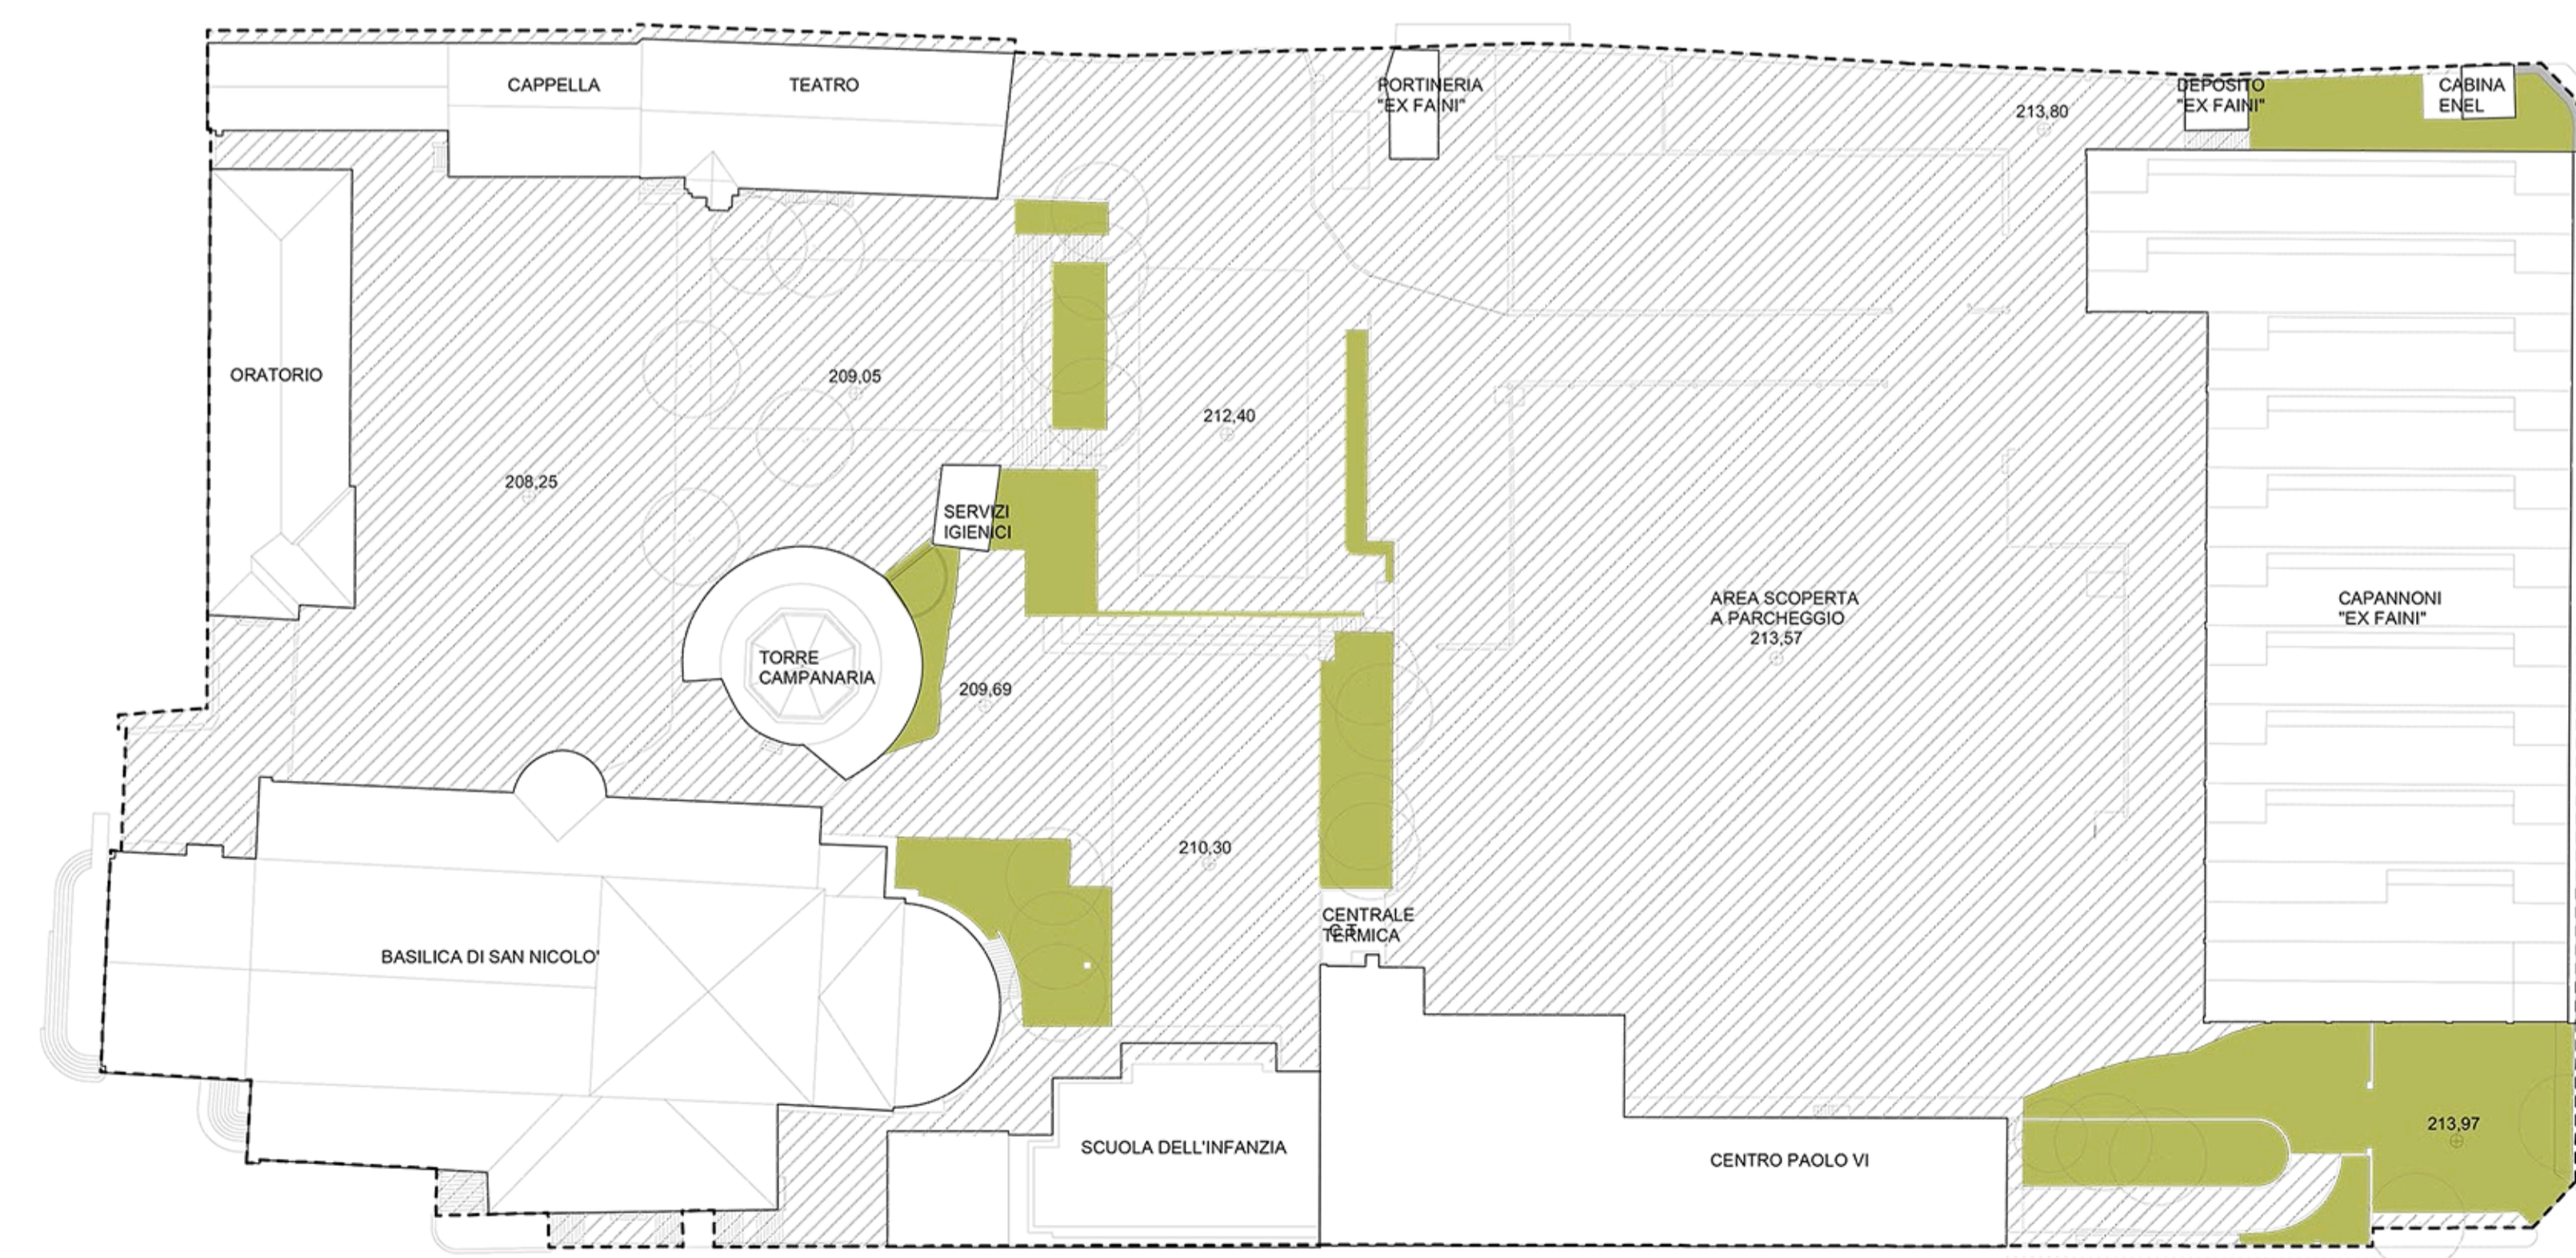 CAPPELLA
TEATRO
PORTINERIA
"EX FAINI"
213,80
DEPOSITO
"EX FAINI"
CABINA
ENEL
ORATORIO
209,05
212,40
208,25
SERVIZI
IGIENICI
AREA SCOPERTA
A PARCHEGGIO
213,57
CAPANNONI
"EX FAINI"
TORRE
CAMPANARIA
209,69
210,30
CENTRALE
C.T.
TERMICA
BASILICA DI SAN NICOLO'
213,97
SCUOLA DELL'INFANZIA
CENTRO PAOLO VI